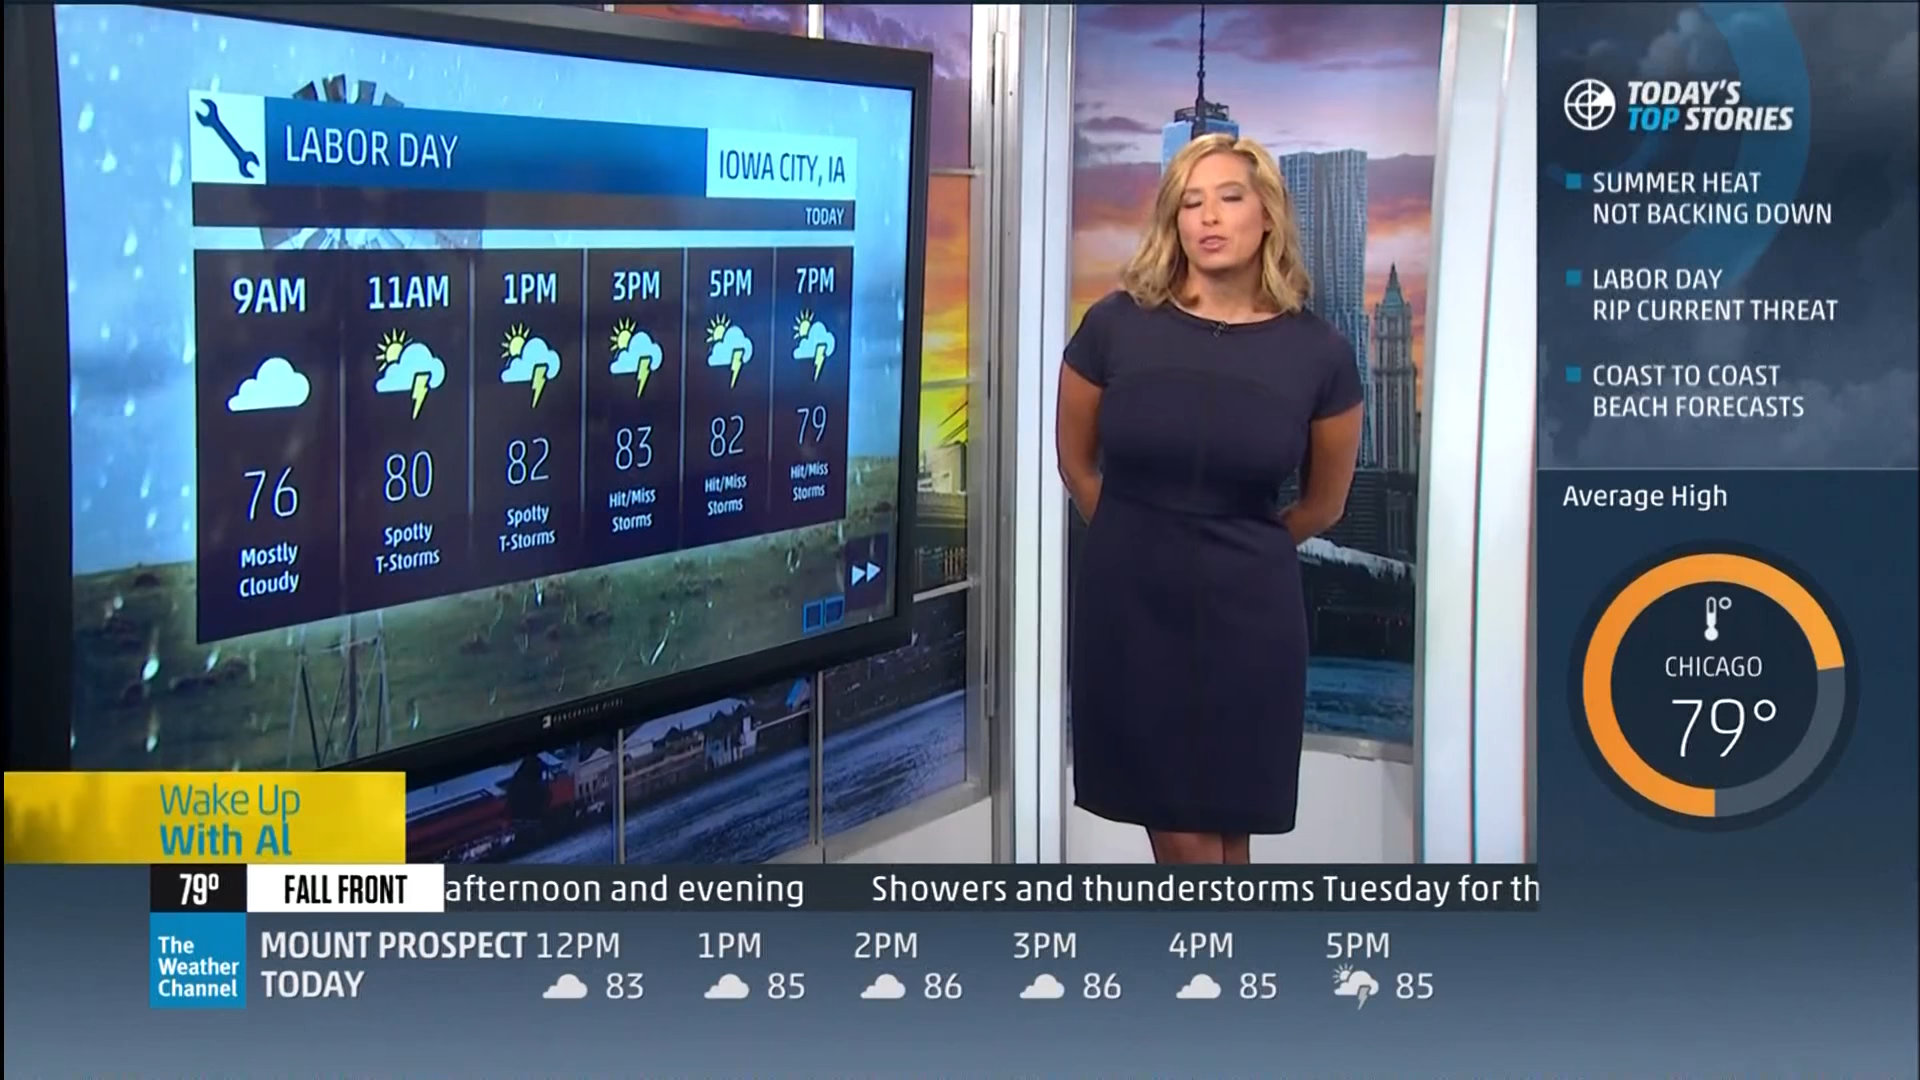 LABOR DAY
IOWA CITY, IA
TODAY
9AM
11AM
1PM
3PM
5PM
7PM
76
80
82
83
82
79
Mostly
Cloudy
Spotty
T-Storms
Spotty
T-Storms
Hit/Miss
Storms
Hit/Miss
Storms
Hit/Miss
Storms
TODAY'S
TOP STORIES
SUMMER HEAT
NOT BACKING DOWN
LABOR DAY
RIP CURRENT THREAT
COAST TO COAST
BEACH FORECASTS
Average High
CHICAGO
79°
Wake Up
With Al
79° FALL FRONT afternoon and evening Showers and thunderstorms Tuesday for th
The
Weather
Channel
MOUNT PROSPECT
TODAY
12PM 1PM 2PM 3PM 4PM 5PM
83 85 86 86 85 85